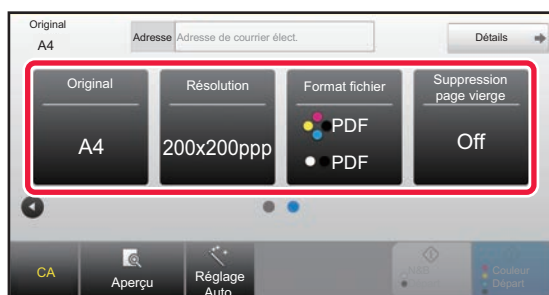 Original
A4
Adresse
Adresse de courrier élect.
Détails
Original
A4
Résolution
200x200ppp
Format fichier
PDF
PDF
Suppression
page vierge
Off
CA
Aperçu
Réglage
Auto
N&B
Couleur
Départ